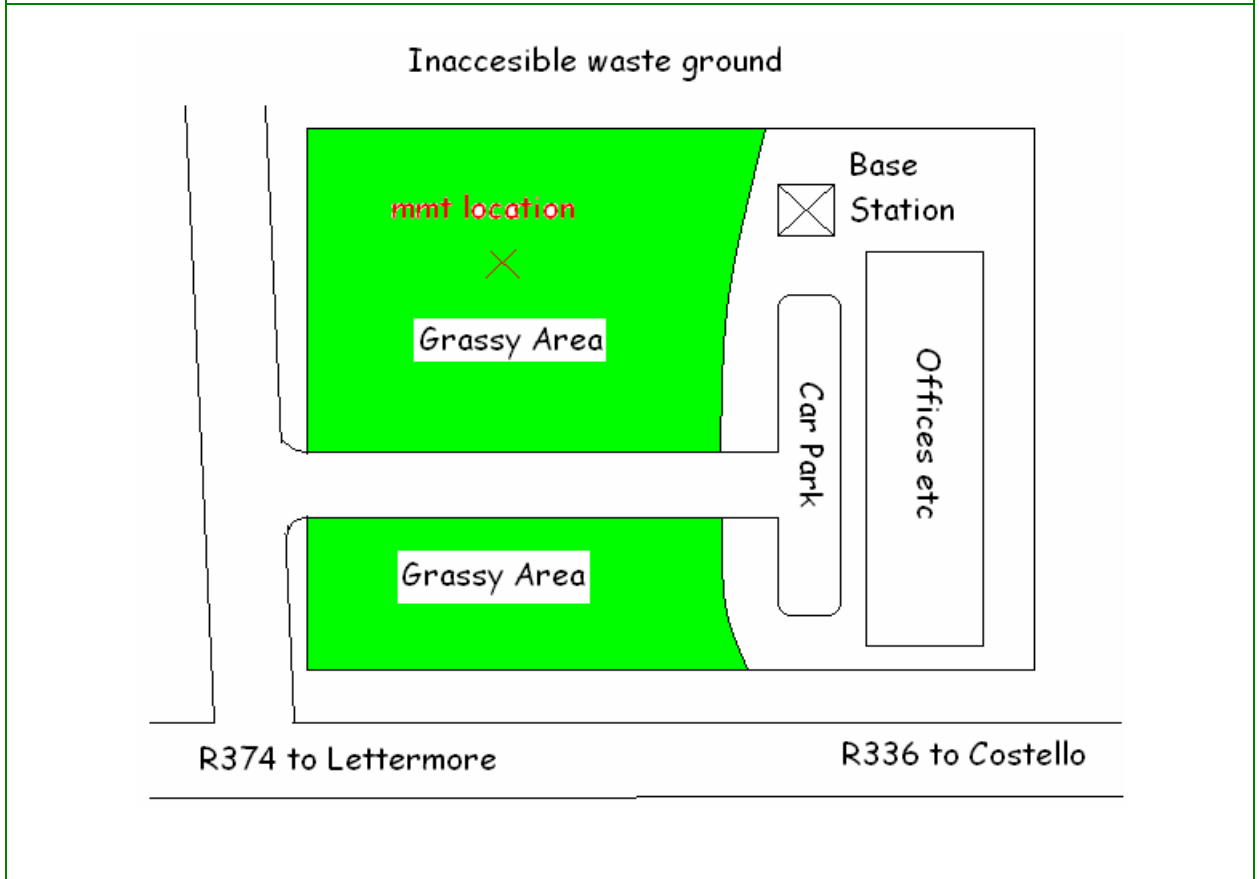 Inaccesible waste ground
Base
Station
mmt location
Grassy Area
Car Park
Offices etc
Grassy Area
R374 to Lettermore
R336 to Costello